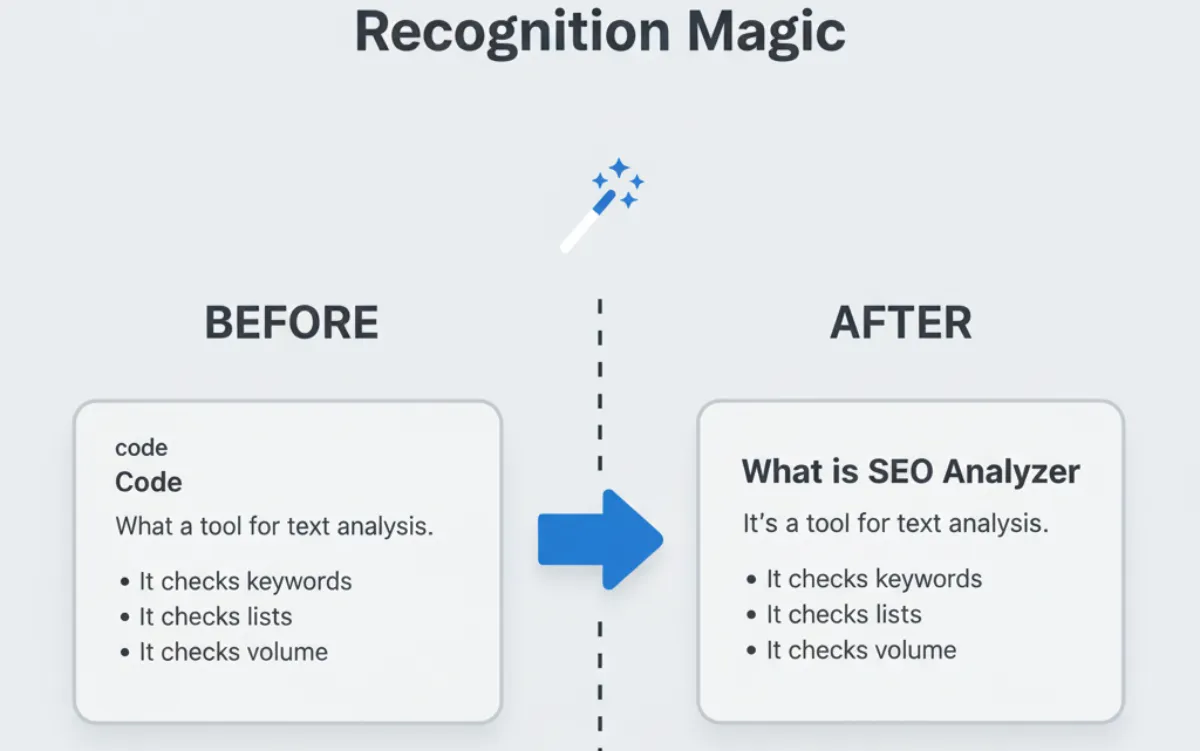 Recognition Magic
BEFORE
code
Code
What a tool for text analysis.
• It checks keywords
• It checks lists
• It checks volume
AFTER
What is SEO Analyzer
It’s a tool for text analysis.
• It checks keywords
• It checks lists
• It checks volume